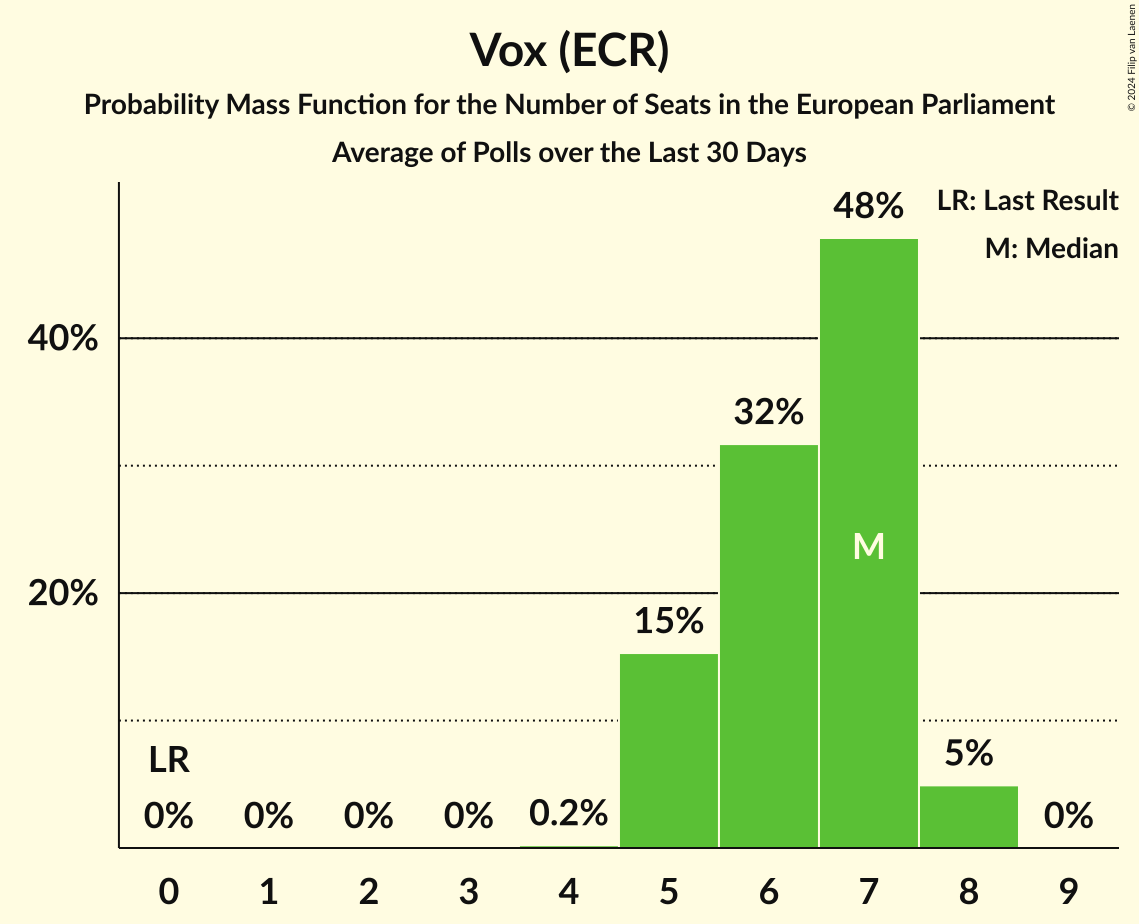 Vox (ECR)
Probability Mass Function for the Number of Seats in the European Parliament
Average of Polls over the Last 30 Days
© 2024 Filip van Laenen
LR: Last Result
M: Median
48%
40%
32%
M
20%
15%
LR
5%
0% 0% 0% 0% 0.2% 0%
0 1 2 3 4 5 6 7 8 9